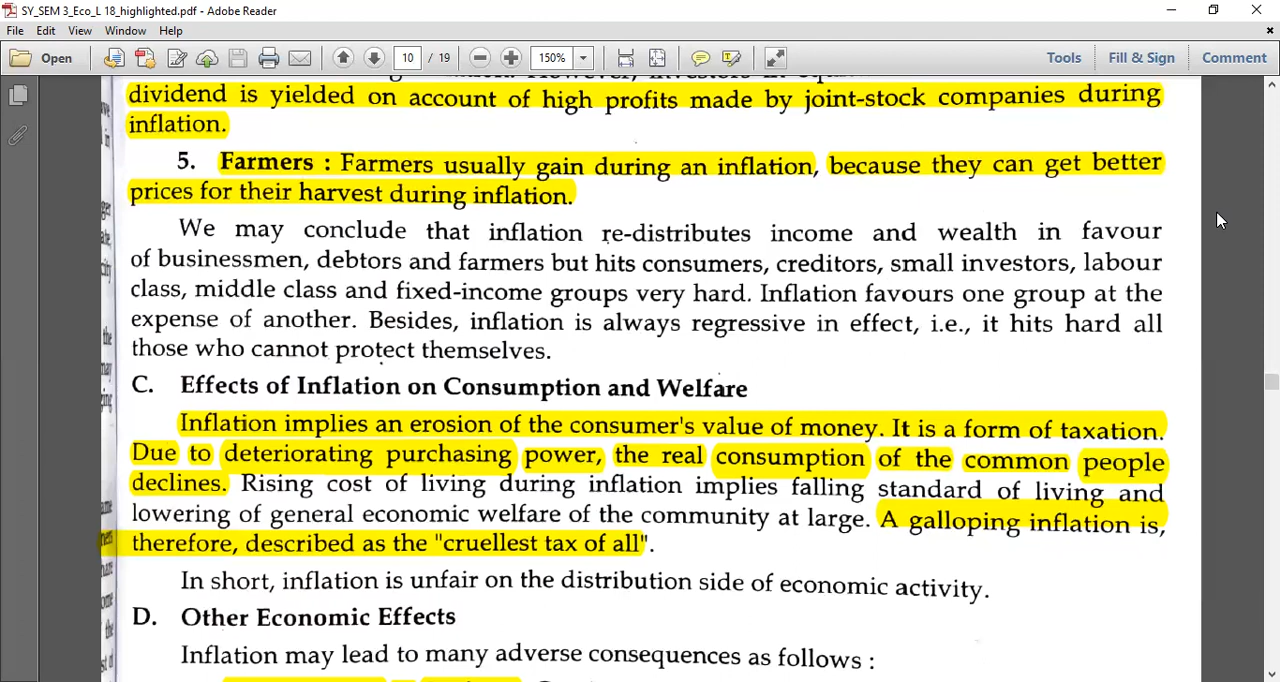 SY_SEM 3_Eco_L 18_highlighted.pdf - Adobe Reader
File Edit View Window Help
Open 10 / 19 150% Tools Fill & Sign Comment
dividend is yielded on account of high profits made by joint-stock companies during
inflation.
5. Farmers : Farmers usually gain during an inflation, because they can get better
prices for their harvest during inflation.
We may conclude that inflation re-distributes income and wealth in favour
of businessmen, debtors and farmers but hits consumers, creditors, small investors, labour
class, middle class and fixed-income groups very hard. Inflation favours one group at the
expense of another. Besides, inflation is always regressive in effect, i.e., it hits hard all
those who cannot protect themselves.
C. Effects of Inflation on Consumption and Welfare
Inflation implies an erosion of the consumer's value of money. It is a form of taxation.
Due to deteriorating purchasing power, the real consumption of the common people
declines. Rising cost of living during inflation implies falling standard of living and
lowering of general economic welfare of the community at large. A galloping inflation is,
therefore, described as the "cruellest tax of all".
In short, inflation is unfair on the distribution side of economic activity.
D. Other Economic Effects
Inflation may lead to many adverse consequences as follows :